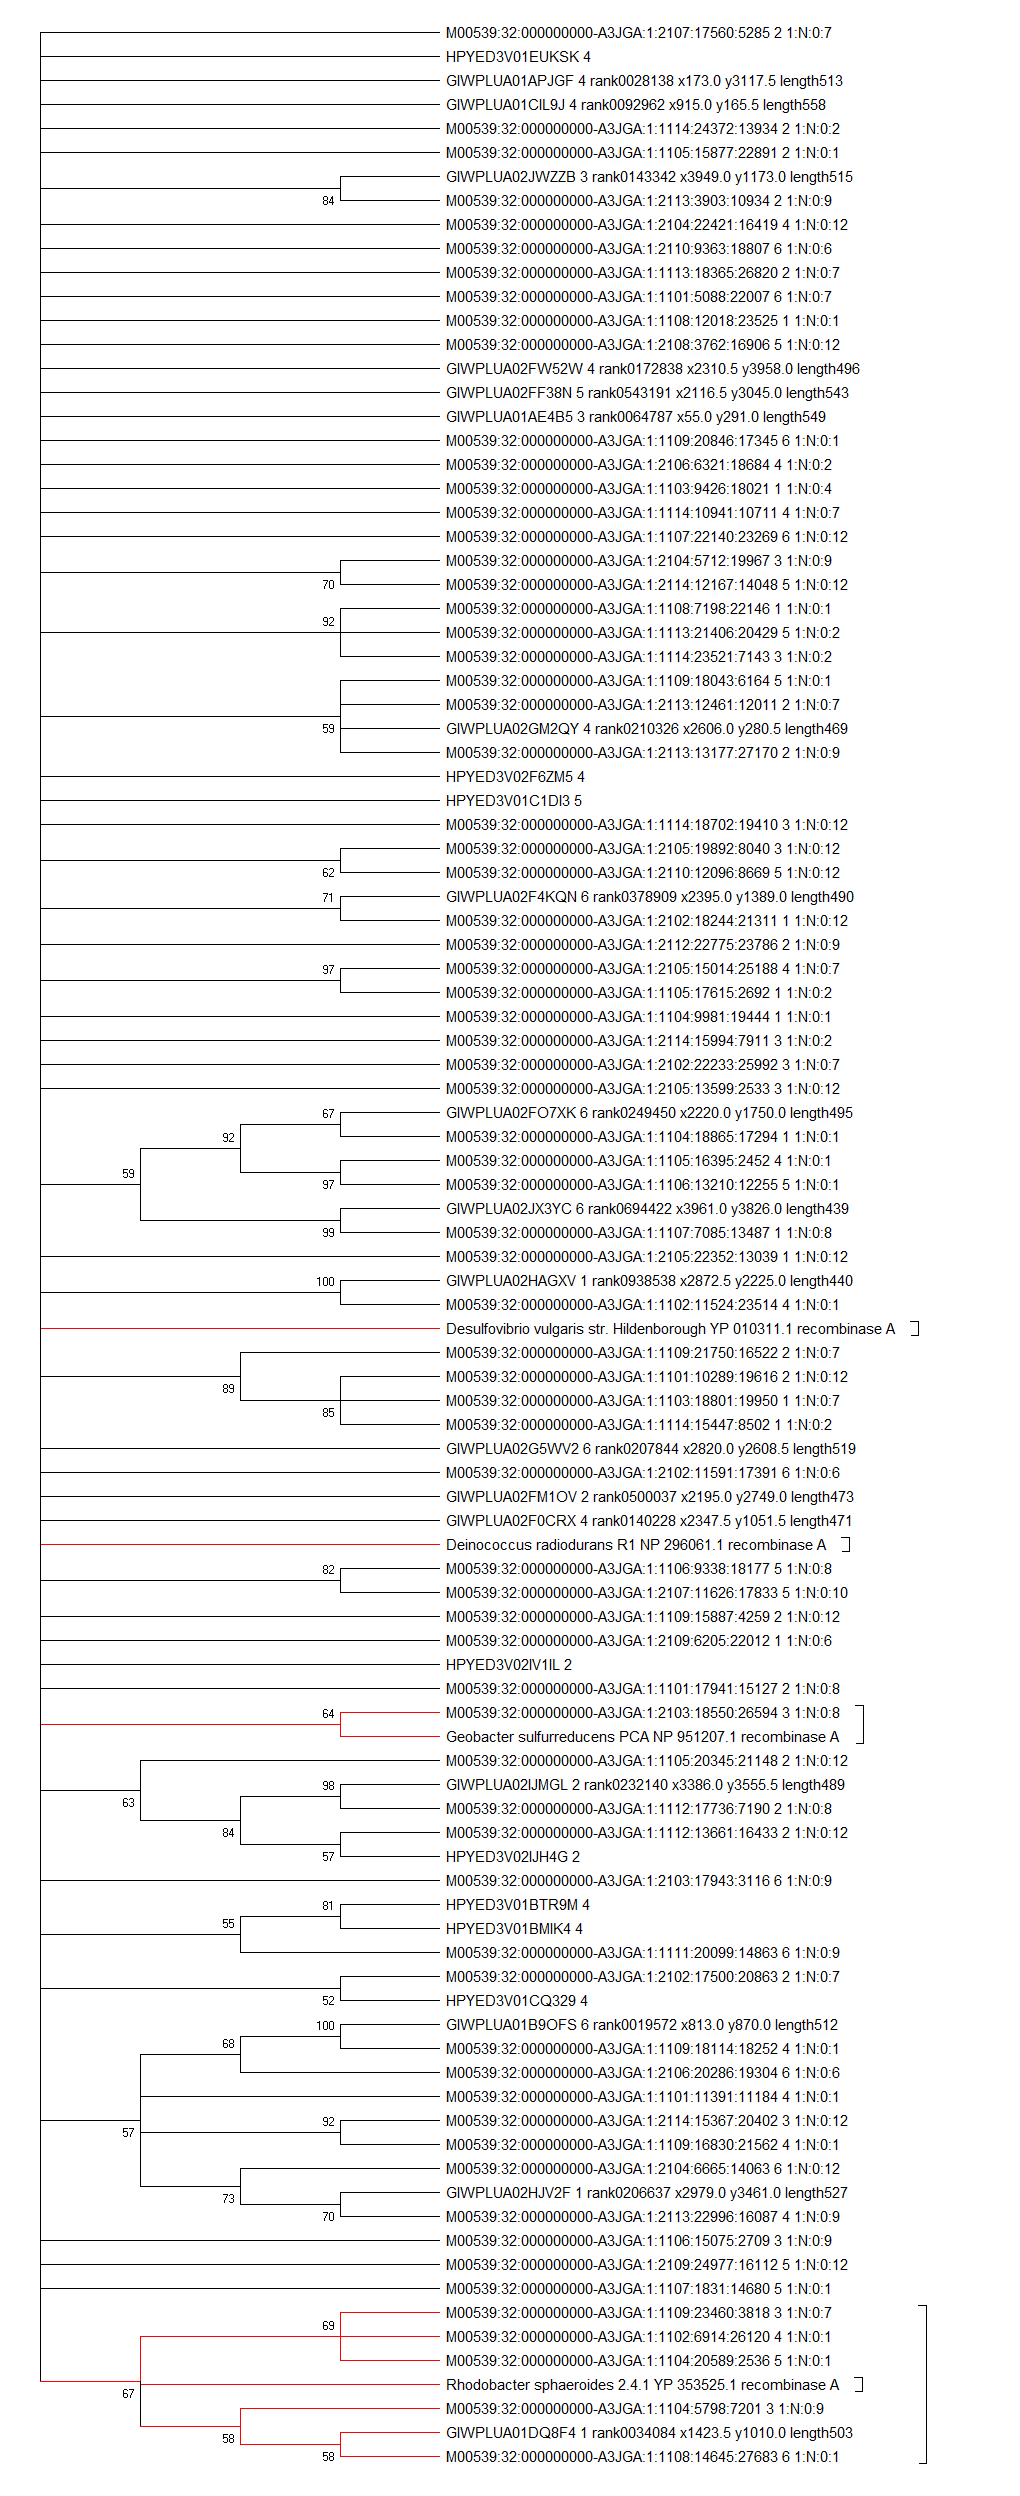 M00539:32:000000000-A3JGA:1:2107:17560:5285 2 1:N:0:7
HPYED3V01EUKSK 4
GIWPLUA01APJGF 4 rank0028138 x173.0 y3117.5 length513
GIWPLUA01CIL9J 4 rank0092962 x915.0 y165.5 length558
M00539:32:000000000-A3JGA:1:1114:24372:13934 2 1:N:0:2
M00539:32:000000000-A3JGA:1:1105:15877:22891 2 1:N:0:1
GIWPLUA02JWZZB 3 rank0143342 x3949.0 y1173.0 length515
84
M00539:32:000000000-A3JGA:1:2113:3903:10934 2 1:N:0:9
M00539:32:000000000-A3JGA:1:2104:22421:16419 4 1:N:0:12
M00539:32:000000000-A3JGA:1:2110:9363:18807 6 1:N:0:6
M00539:32:000000000-A3JGA:1:1113:18365:26820 2 1:N:0:7
M00539:32:000000000-A3JGA:1:1101:5088:22007 6 1:N:0:7
M00539:32:000000000-A3JGA:1:1108:12018:23525 1 1:N:0:1
M00539:32:000000000-A3JGA:1:2108:3762:16906 5 1:N:0:12
GIWPLUA02FW52W 4 rank0172838 x2310.5 y3958.0 length496
GIWPLUA02FF38N 5 rank0543191 x2116.5 y3045.0 length543
GIWPLUA01AE4B5 3 rank0064787 x55.0 y291.0 length549
M00539:32:000000000-A3JGA:1:1109:20846:17345 6 1:N:0:1
M00539:32:000000000-A3JGA:1:2106:6321:18684 4 1:N:0:2
M00539:32:000000000-A3JGA:1:1103:9426:18021 1 1:N:0:4
M00539:32:000000000-A3JGA:1:1114:10941:10711 4 1:N:0:7
M00539:32:000000000-A3JGA:1:1107:22140:23269 6 1:N:0:12
M00539:32:000000000-A3JGA:1:2104:5712:19967 3 1:N:0:9
70
M00539:32:000000000-A3JGA:1:2114:12167:14048 5 1:N:0:12
M00539:32:000000000-A3JGA:1:1108:7198:22146 1 1:N:0:1
92
M00539:32:000000000-A3JGA:1:1113:21406:20429 5 1:N:0:2
M00539:32:000000000-A3JGA:1:1114:23521:7143 3 1:N:0:2
M00539:32:000000000-A3JGA:1:1109:18043:6164 5 1:N:0:1
M00539:32:000000000-A3JGA:1:2113:12461:12011 2 1:N:0:7
59
GIWPLUA02GM2QY 4 rank0210326 x2606.0 y280.5 length469
M00539:32:000000000-A3JGA:1:2113:13177:27170 2 1:N:0:9
HPYED3V02F6ZM5 4
HPYED3V01C1DI3 5
M00539:32:000000000-A3JGA:1:1114:18702:19410 3 1:N:0:12
M00539:32:000000000-A3JGA:1:2105:19892:8040 3 1:N:0:12
62
M00539:32:000000000-A3JGA:1:2110:12096:8669 5 1:N:0:12
71
GIWPLUA02F4KQN 6 rank0378909 x2395.0 y1389.0 length490
M00539:32:000000000-A3JGA:1:2102:18244:21311 1 1:N:0:12
M00539:32:000000000-A3JGA:1:2112:22775:23786 2 1:N:0:9
97
M00539:32:000000000-A3JGA:1:2105:15014:25188 4 1:N:0:7
M00539:32:000000000-A3JGA:1:1105:17615:2692 1 1:N:0:2
M00539:32:000000000-A3JGA:1:1104:9981:19444 1 1:N:0:1
M00539:32:000000000-A3JGA:1:2114:15994:7911 3 1:N:0:2
M00539:32:000000000-A3JGA:1:2102:22233:25992 3 1:N:0:7
M00539:32:000000000-A3JGA:1:2105:13599:2533 3 1:N:0:12
67
GIWPLUA02FO7XK 6 rank0249450 x2220.0 y1750.0 length495
92
M00539:32:000000000-A3JGA:1:1104:18865:17294 1 1:N:0:1
59
M00539:32:000000000-A3JGA:1:1105:16395:2452 4 1:N:0:1
97
M00539:32:000000000-A3JGA:1:1106:13210:12255 5 1:N:0:1
GIWPLUA02JX3YC 6 rank0694422 x3961.0 y3826.0 length439
99
M00539:32:000000000-A3JGA:1:1107:7085:13487 1 1:N:0:8
M00539:32:000000000-A3JGA:1:2105:22352:13039 1 1:N:0:12
100
GIWPLUA02HAGXV 1 rank0938538 x2872.5 y2225.0 length440
M00539:32:000000000-A3JGA:1:1102:11524:23514 4 1:N:0:1
Desulfovibrio vulgaris str. Hildenborough YP 010311.1 recombinase A
M00539:32:000000000-A3JGA:1:1109:21750:16522 2 1:N:0:7
89
M00539:32:000000000-A3JGA:1:1101:10289:19616 2 1:N:0:12
M00539:32:000000000-A3JGA:1:1103:18801:19950 1 1:N:0:7
85
M00539:32:000000000-A3JGA:1:1114:15447:8502 1 1:N:0:2
GIWPLUA02G5WV2 6 rank0207844 x2820.0 y2608.5 length519
M00539:32:000000000-A3JGA:1:2102:11591:17391 6 1:N:0:6
GIWPLUA02FM1OV 2 rank0500037 x2195.0 y2749.0 length473
GIWPLUA02F0CRX 4 rank0140228 x2347.5 y1051.5 length471
Deinococcus radiodurans R1 NP 296061.1 recombinase A
82
M00539:32:000000000-A3JGA:1:1106:9338:18177 5 1:N:0:8
M00539:32:000000000-A3JGA:1:2107:11626:17833 5 1:N:0:10
M00539:32:000000000-A3JGA:1:1109:15887:4259 2 1:N:0:12
M00539:32:000000000-A3JGA:1:2109:6205:22012 1 1:N:0:6
HPYED3V02IV1IL 2
M00539:32:000000000-A3JGA:1:1101:17941:15127 2 1:N:0:8
64
M00539:32:000000000-A3JGA:1:2103:18550:26594 3 1:N:0:8
Geobacter sulfurreducens PCA NP 951207.1 recombinase A
M00539:32:000000000-A3JGA:1:1105:20345:21148 2 1:N:0:12
63
98
GIWPLUA02IJMGL 2 rank0232140 x3386.0 y3555.5 length489
M00539:32:000000000-A3JGA:1:1112:17736:7190 2 1:N:0:8
84
M00539:32:000000000-A3JGA:1:1112:13661:16433 2 1:N:0:12
57
HPYED3V02IJH4G 2
M00539:32:000000000-A3JGA:1:2103:17943:3116 6 1:N:0:9
81
HPYED3V01BTR9M 4
55
HPYED3V01BMIK4 4
M00539:32:000000000-A3JGA:1:1111:20099:14863 6 1:N:0:9
M00539:32:000000000-A3JGA:1:2102:17500:20863 2 1:N:0:7
52
HPYED3V01CQ329 4
100
GIWPLUA01B9OFS 6 rank0019572 x813.0 y870.0 length512
68
M00539:32:000000000-A3JGA:1:1109:18114:18252 4 1:N:0:1
M00539:32:000000000-A3JGA:1:2106:20286:19304 6 1:N:0:6
M00539:32:000000000-A3JGA:1:1101:11391:11184 4 1:N:0:1
57
92
M00539:32:000000000-A3JGA:1:2114:15367:20402 3 1:N:0:12
M00539:32:000000000-A3JGA:1:1109:16830:21562 4 1:N:0:1
M00539:32:000000000-A3JGA:1:2104:6665:14063 6 1:N:0:12
73
GIWPLUA02HJV2F 1 rank0206637 x2979.0 y3461.0 length527
70
M00539:32:000000000-A3JGA:1:2113:22996:16087 4 1:N:0:9
M00539:32:000000000-A3JGA:1:1106:15075:2709 3 1:N:0:9
M00539:32:000000000-A3JGA:1:2109:24977:16112 5 1:N:0:12
M00539:32:000000000-A3JGA:1:1107:1831:14680 5 1:N:0:1
M00539:32:000000000-A3JGA:1:1109:23460:3818 3 1:N:0:7
69
M00539:32:000000000-A3JGA:1:1102:6914:26120 4 1:N:0:1
M00539:32:000000000-A3JGA:1:1104:20589:2536 5 1:N:0:1
67
Rhodobacter sphaeroides 2.4.1 YP 353525.1 recombinase A
M00539:32:000000000-A3JGA:1:1104:5798:7201 3 1:N:0:9
58
GIWPLUA01DQ8F4 1 rank0034084 x1423.5 y1010.0 length503
58
M00539:32:000000000-A3JGA:1:1108:14645:27683 6 1:N:0:1